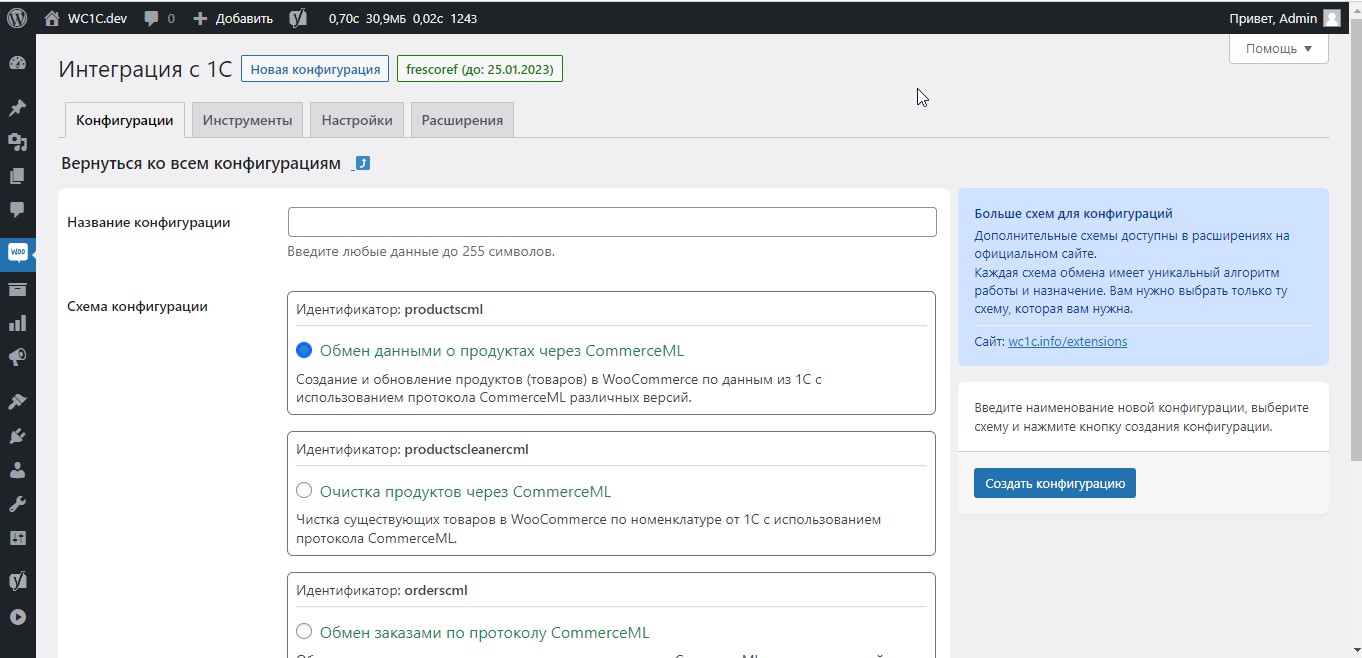 WC1C.dev 0 Добавить 0,70с 30,9МБ 0,02с 1243 Привет, Admin
Помощь
Интеграция с 1С Новая конфигурация frescoref (до: 25.01.2023)
Конфигурации Инструменты Настройки Расширения
Вернуться ко всем конфигурациям
Название конфигурации
Введите любые данные до 255 символов.
Схема конфигурации
Идентификатор: productscml
Обмен данными о продуктах через CommerceML
Создание и обновление продуктов (товаров) в WooCommerce по данным из 1С с
использованием протокола CommerceML различных версий.
Идентификатор: productscleanercml
Очистка продуктов через CommerceML
Чистка существующих товаров в WooCommerce по номенклатуре от 1С с использованием
протокола CommerceML.
Идентификатор: orderscml
Обмен заказами по протоколу CommerceML
Больше схем для конфигураций
Дополнительные схемы доступны в расширениях на
официальном сайте.
Каждая схема обмена имеет уникальный алгоритм
работы и назначение. Вам нужно выбрать только ту
схему, которая вам нужна.
Сайт: wc1c.info/extensions
Введите наименование новой конфигурации, выберите
схему и нажмите кнопку создания конфигурации.
Создать конфигурацию